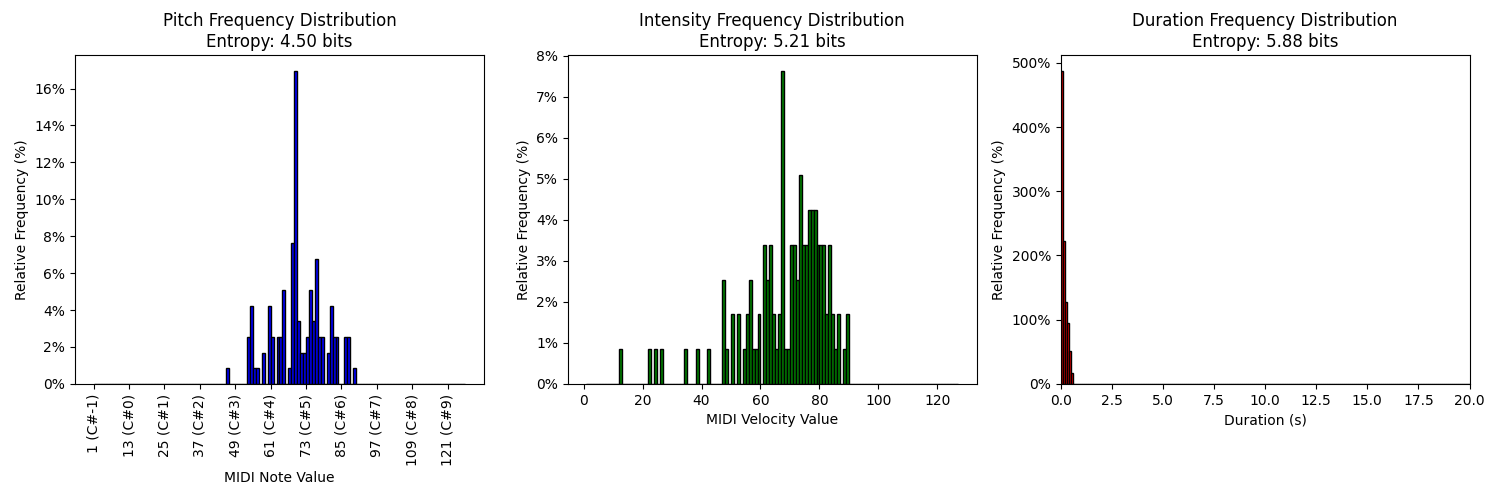 Pitch Frequency Distribution
Entropy: 4.50 bits
Relative Frequency (%)
16%
14%
12%
10%
8%
6%
4%
2%
0%
1 (C#-1)
13 (C#0)
25 (C#1)
37 (C#2)
49 (C#3)
61 (C#4)
73 (C#5)
85 (C#6)
97 (C#7)
109 (C#8)
121 (C#9)
MIDI Note Value
Intensity Frequency Distribution
Entropy: 5.21 bits
Relative Frequency (%)
8%
7%
6%
5%
4%
3%
2%
1%
0%
0
20
40
60
80
100
120
MIDI Velocity Value
Duration Frequency Distribution
Entropy: 5.88 bits
Relative Frequency (%)
500%
400%
300%
200%
100%
0%
0.0
2.5
5.0
7.5
10.0
12.5
15.0
17.5
20.0
Duration (s)